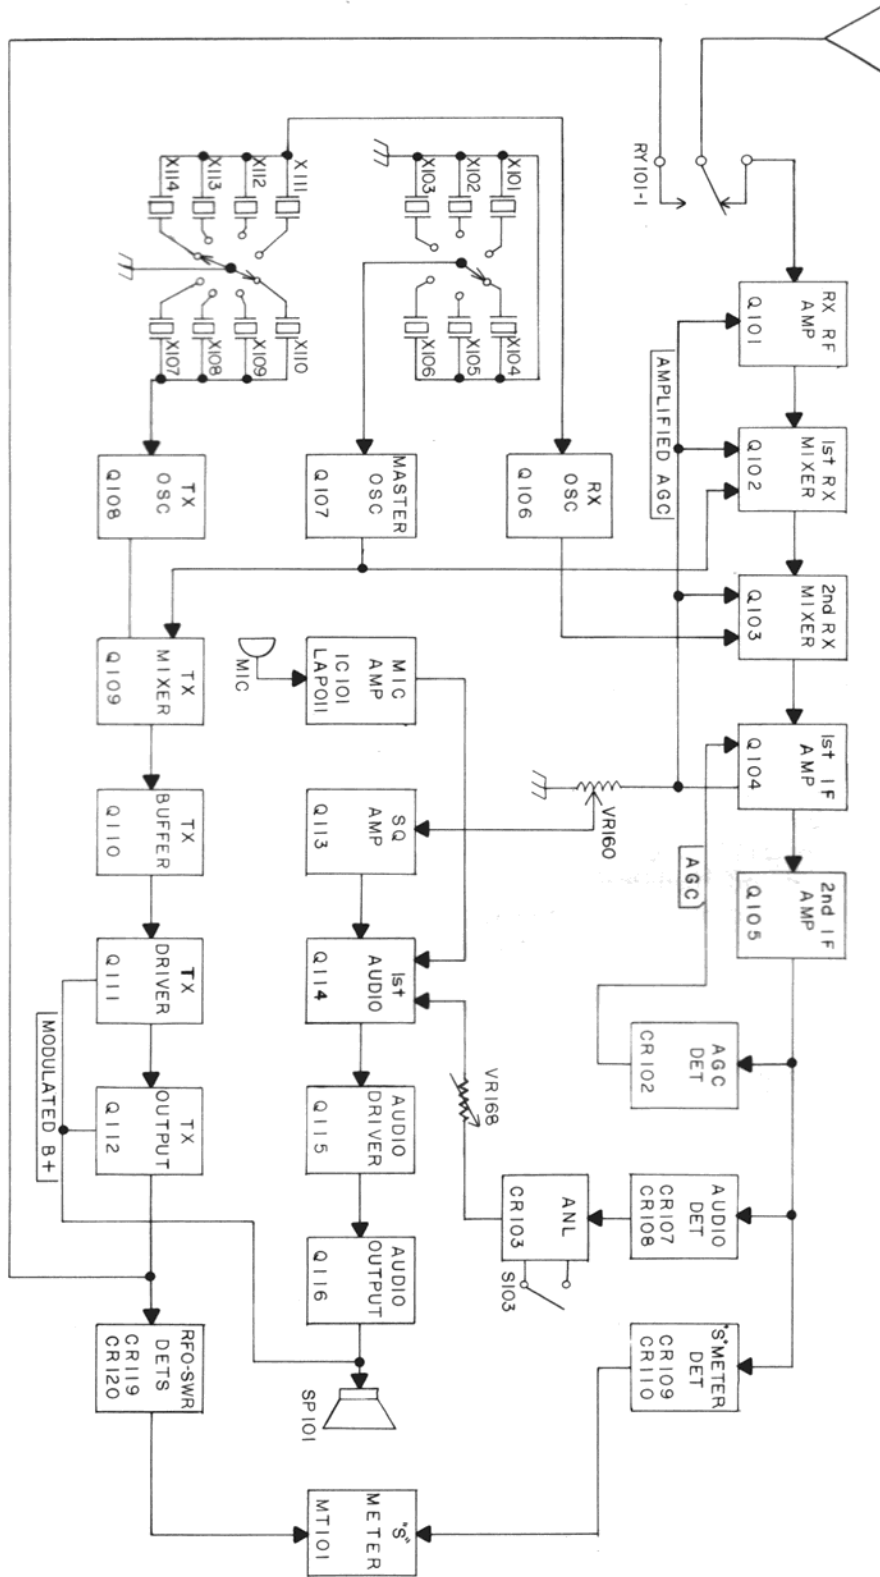 RY101-1
RX RF
AMP
Q101
1st RX
MIXER
Q102
2nd RX
MIXER
Q103
1st IF
AMP
Q104
2nd IF
AMP
Q105
AMPLIFIED AGC
AGC
AGC
DET
CR102
AUDIO
DET
CR107
CR108
"S" METER
DET
CR109
CR110
ANL
CR103
S103
VR160
VR168
X101
X102
X103
X104
X105
X106
X111
X112
X113
X114
X110
X109
X108
X107
RX
OSC
Q106
MASTER
OSC
Q107
TX
OSC
Q108
MIC
MIC
AMP
IC101
LAP011
SQ
AMP
Q113
1st
AUDIO
Q114
AUDIO
DRIVER
Q115
AUDIO
OUTPUT
Q116
SP101
"S"
METER
MT101
TX
MIXER
Q109
TX
BUFFER
Q110
TX
DRIVER
Q111
TX
OUTPUT
Q112
MODULATED B+
RFO-SWR
DETS
CR119
CR120